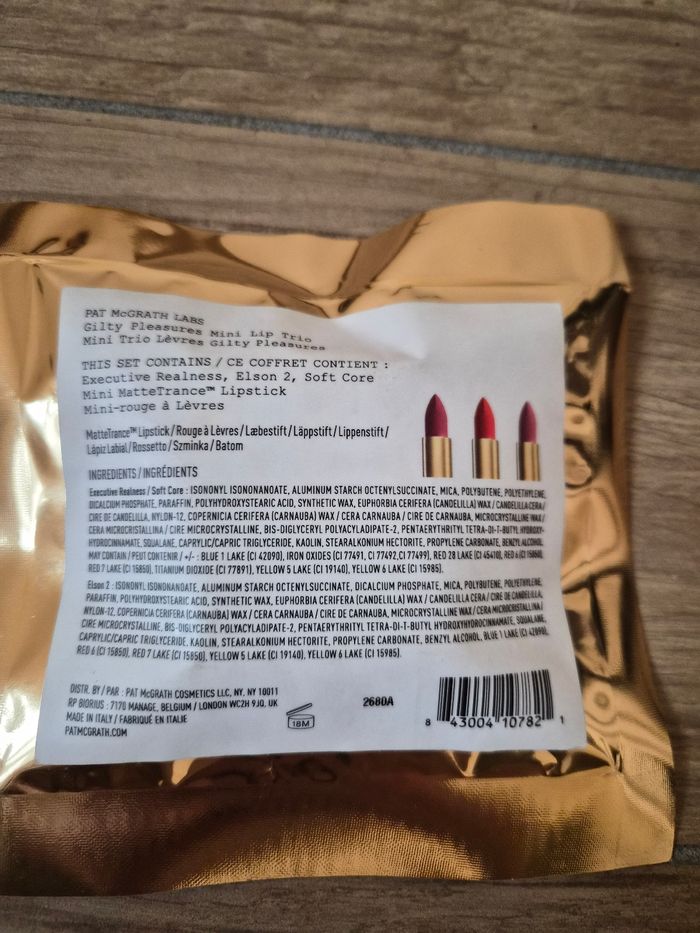 PAT McGRATH LABS
Gilty Pleasures Mini Lip Trio
Mini Trio Lèvres Gilty Pleasures
THIS SET CONTAINS / CE COFFRET CONTIENT :
Executive Realness, Elson 2, Soft Core
Mini MatteTrance™ Lipstick
Mini-rouge à Lèvres
MatteTrance™ Lipstick/Rouge à Lèvres/Læbestift/Läppstift/Lippenstift/
Lápiz Labial/Rossetto/Szminka/Batom
INGREDIENTS/INGRÉDIENTS
Executive Realness / Soft Core : ISONONYL ISONONANOATE, ALUMINUM STARCH OCTENYLSUCCINATE, MICA, POLYBUTENE, POLYETHYLENE,
DICALCIUM PHOSPHATE, PARAFFIN, POLYHYDROXYSTEARIC ACID, SYNTHETIC WAX, EUPHORBIA CERIFERA (CANDELILLA) WAX / CANDELILLA CERA /
CIRE DE CANDELILLA, NYLON-12, COPERNICIA CERIFERA (CARNAUBA) WAX / CERA CARNAUBA / CIRE DE CARNAUBA, MICROCRYSTALLINE WAX /
CERA MICROCRISTALLINA / CIRE MICROCRISTALLINE, BIS-DIGLYCERYL POLYACYLADIPATE-2, PENTAERYTHRITYL TETRA-DI-T-BUTYL HYDROXY-
HYDROCINNAMATE, SQUALANE, CAPRYLIC/CAPRIC TRIGLYCERIDE, KAOLIN, STEARALKONIUM HECTORITE, PROPYLENE CARBONATE, BENZYL ALCOHOL.
MAY CONTAIN / PEUT CONTENIR / +/- : BLUE 1 LAKE (CI 42090), IRON OXIDES (CI 77491, CI 77492,CI 77499), RED 28 LAKE (CI 45410), RED 6 (CI 15850),
RED 7 LAKE (CI 15850), TITANIUM DIOXIDE (CI 77891), YELLOW 5 LAKE (CI 19140), YELLOW 6 LAKE (CI 15985).
Elson 2 : ISONONYL ISONONANOATE, ALUMINUM STARCH OCTENYLSUCCINATE, DICALCIUM PHOSPHATE, MICA, POLYBUTENE, POLYETHYLENE,
PARAFFIN, POLYHYDROXYSTEARIC ACID, SYNTHETIC WAX, EUPHORBIA CERIFERA (CANDELILLA) WAX / CANDELILLA CERA / CIRE DE CANDELILLA,
NYLON-12, COPERNICIA CERIFERA (CARNAUBA) WAX / CERA CARNAUBA / CIRE DE CARNAUBA, MICROCRYSTALLINE WAX / CERA MICROCRISTALLINA /
CIRE MICROCRISTALLINE, BIS-DIGLYCERYL POLYACYLADIPATE-2, PENTAERYTHRITYL TETRA-DI-T-BUTYL HYDROXYHYDROCINNAMATE, SQUALANE,
CAPRYLIC/CAPRIC TRIGLYCERIDE, KAOLIN, STEARALKONIUM HECTORITE, PROPYLENE CARBONATE, BENZYL ALCOHOL, BLUE 1 LAKE (CI 42090),
RED 6 (CI 15850), RED 7 LAKE (CI 15850), YELLOW 5 LAKE (CI 19140), YELLOW 6 LAKE (CI 15985).
DISTR. BY / PAR : PAT McGRATH COSMETICS LLC, NY, NY 10011
RP BIORIUS : 7170 MANAGE, BELGIUM / LONDON WC2H 9JQ, UK
MADE IN ITALY / FABRIQUÉ EN ITALIE
PATMCGRATH.COM
18M
2680A
8 43004 10782 1